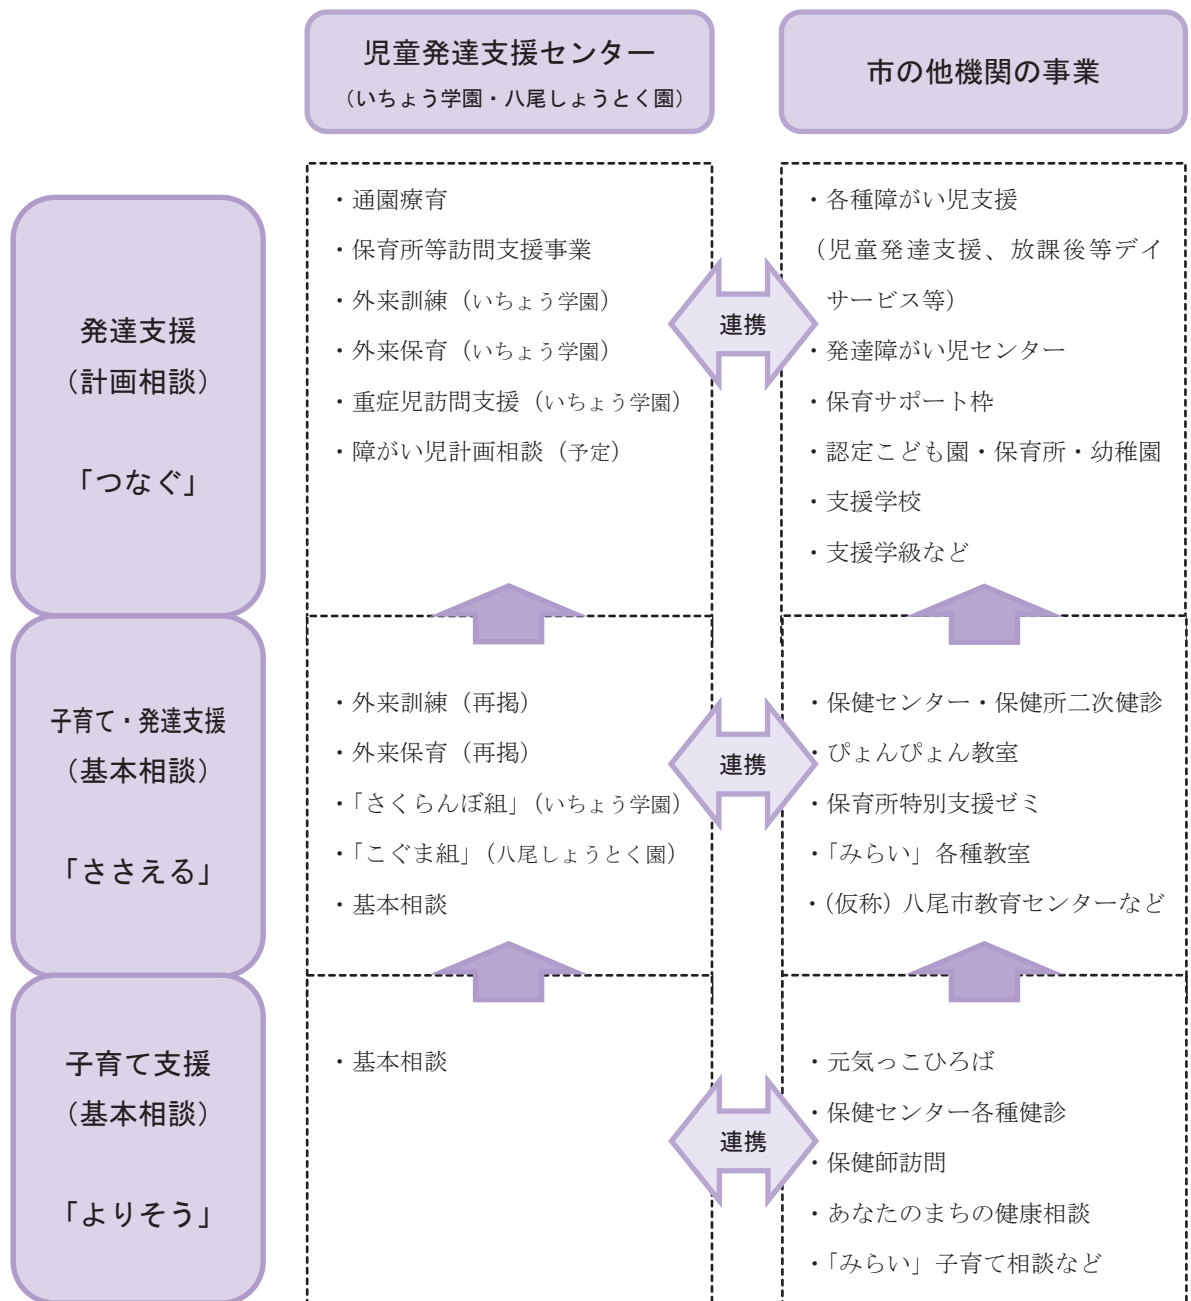 児童発達支援センター
（いちょう学園・八尾しょうとく園）
市の他機関の事業
発達支援
（計画相談）
「つなぐ」
・通園療育
・保育所等訪問支援事業
・外来訓練（いちょう学園）
・外来保育（いちょう学園）
・重症児訪問支援（いちょう学園）
・障がい児計画相談（予定）
連携
・各種障がい児支援
（児童発達支援、放課後等デイ
サービス等）
・発達障がい児センター
・保育サポート枠
・認定こども園・保育所・幼稚園
・支援学校
・支援学級など
子育て・発達支援
（基本相談）
「ささえる」
・外来訓練（再掲）
・外来保育（再掲）
・「さくらんぼ組」（いちょう学園）
・「こぐま組」（八尾しょうとく園）
・基本相談
連携
・保健センター・保健所二次健診
・ぴょんぴょん教室
・保育所特別支援ゼミ
・「みらい」各種教室
・（仮称）八尾市教育センターなど
子育て支援
（基本相談）
「よりそう」
・基本相談
連携
・元気っこひろば
・保健センター各種健診
・保健師訪問
・あなたのまちの健康相談
・「みらい」子育て相談など